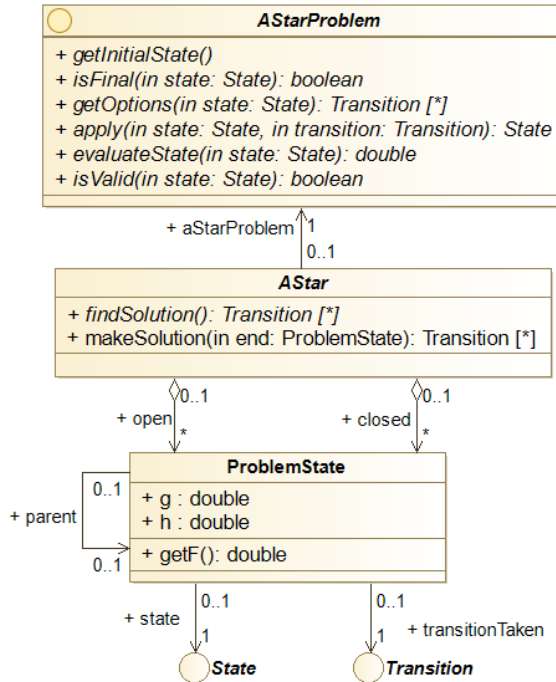 AStarProblem
+ getInitialState()
+ isFinal(in state: State): boolean
+ getOptions(in state: State): Transition [*]
+ apply(in state: State, in transition: Transition): State
+ evaluateState(in state: State): double
+ isValid(in state: State): boolean
+ aStarProblem 1
0..1
AStar
+ findSolution(): Transition [*]
+ makeSolution(in end: ProblemState): Transition [*]
0..1 0..1
+ open + closed
* *
ProblemState
0..1
+ g : double
+ h : double
+ parent
+ getF(): double
0..1
+ state 0..1 0..1
1 1 + transitionTaken
State Transition